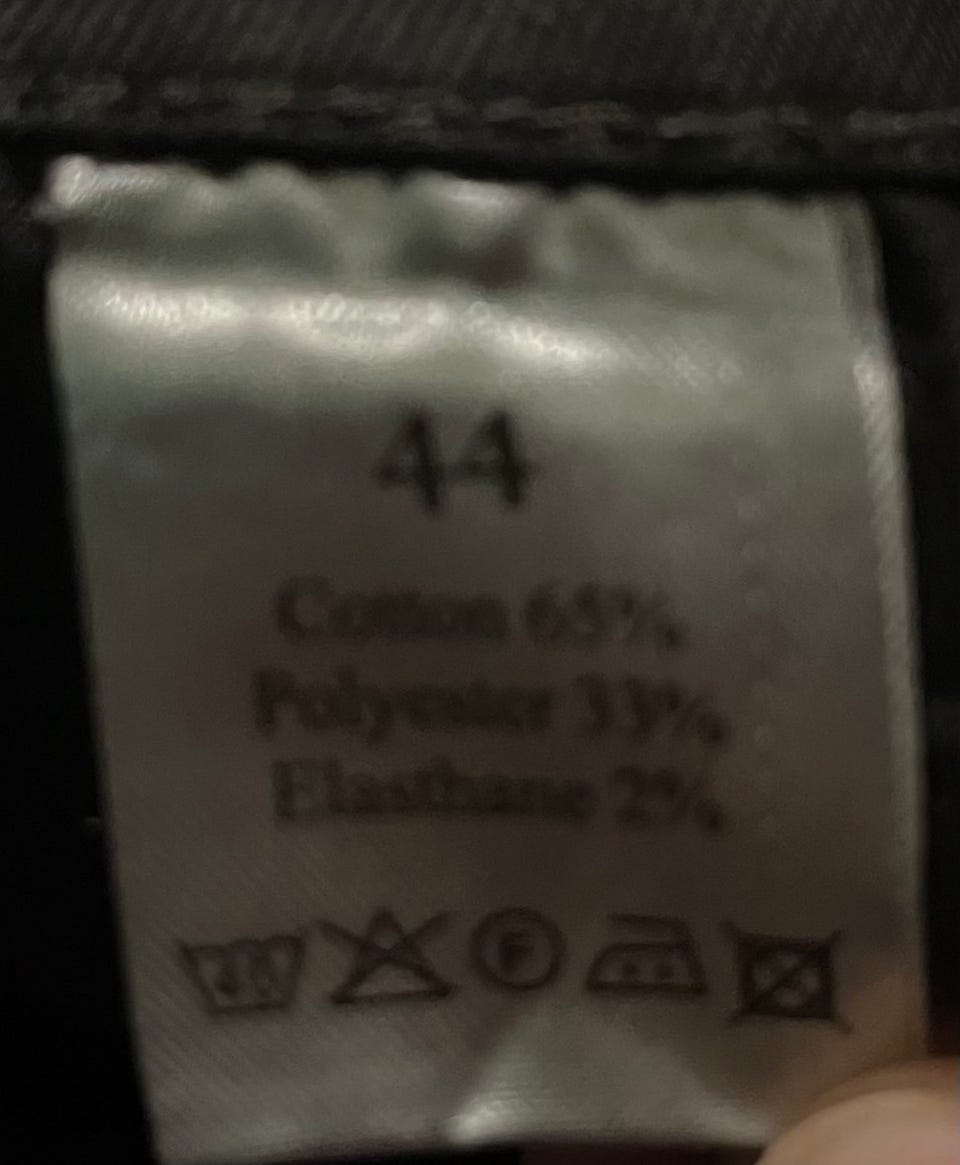 44
Cotton 65%
Polyester 33%
Elasthane 2%
F